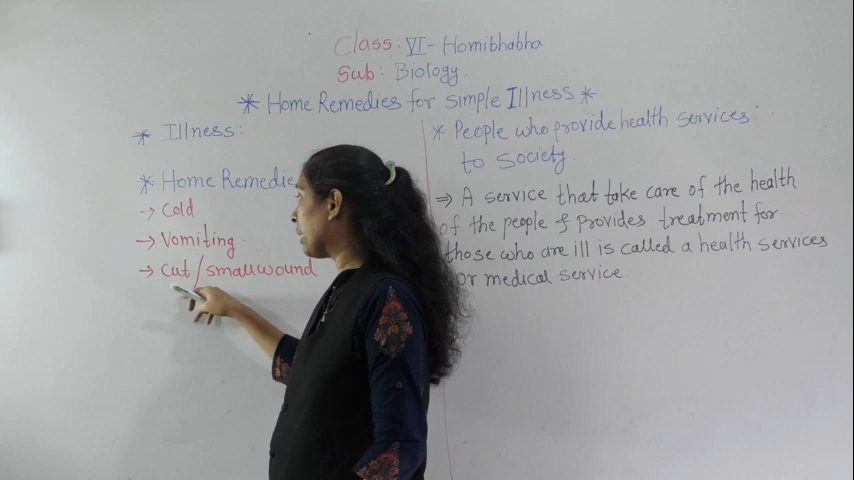 Class: VI - Homibhabha
Sub: Biology.
* Home Remedies for simple Illness *
* Illness:
* Home Remedie
-> Cold
-> Vomiting.
-> Cut / small wound
* People who provide health services:
to society.
=> A service that take care of the health
of the people & provides treatment for
those who are ill is called a health services
or medical service.